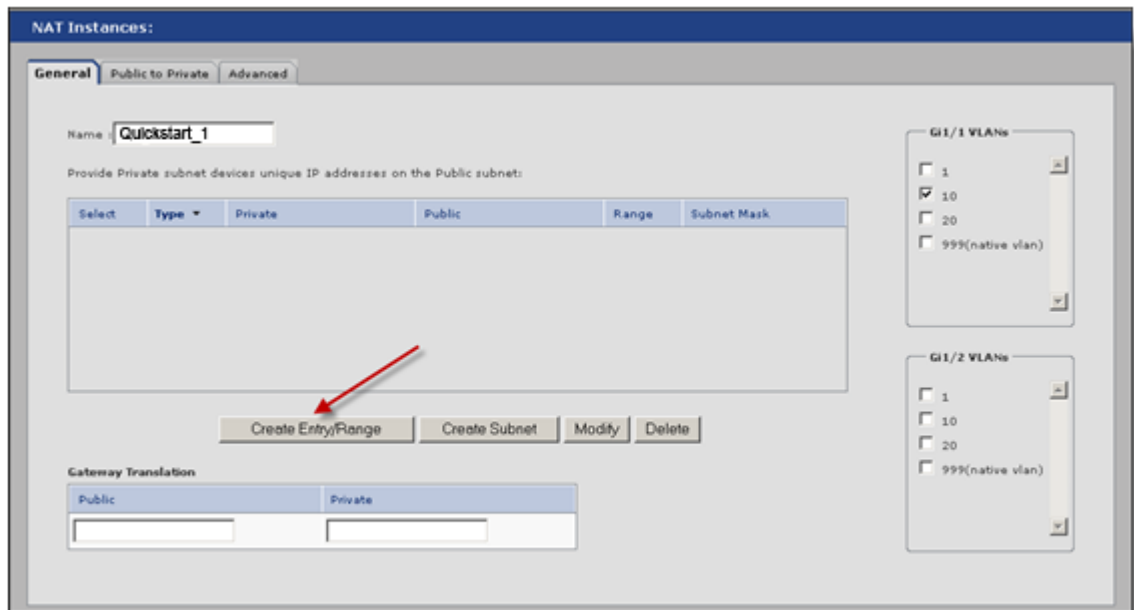 NAT Instances:
General
Public to Private
Advanced
Name : Quickstart_1
Provide Private subnet devices unique IP addresses on the Public subnet:
Select Type Private Public Range Subnet Mask
Create Entry/Range Create Subnet Modify Delete
Gateway Translation
Public Private
Gi1/1 VLANs
1
10
20
999(native vlan)
Gi1/2 VLANs
1
10
20
999(native vlan)